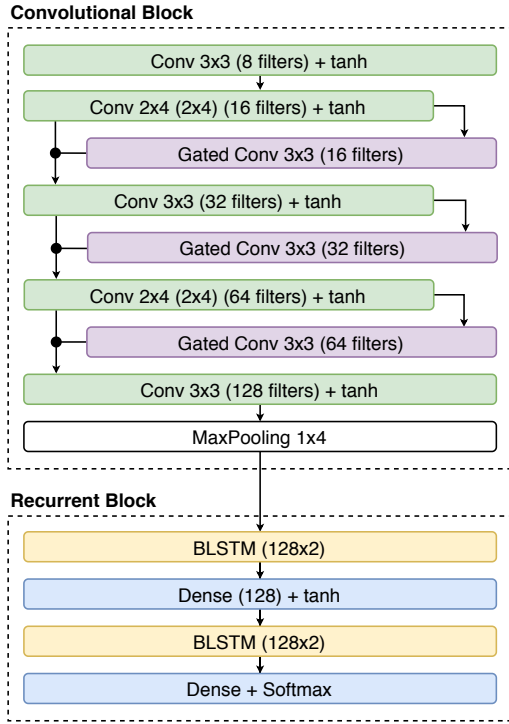 Convolutional Block
Conv 3x3 (8 filters) + tanh
Conv 2x4 (2x4) (16 filters) + tanh
Gated Conv 3x3 (16 filters)
Conv 3x3 (32 filters) + tanh
Gated Conv 3x3 (32 filters)
Conv 2x4 (2x4) (64 filters) + tanh
Gated Conv 3x3 (64 filters)
Conv 3x3 (128 filters) + tanh
MaxPooling 1x4
Recurrent Block
BLSTM (128x2)
Dense (128) + tanh
BLSTM (128x2)
Dense + Softmax